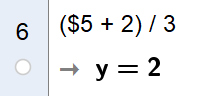 6
($5 + 2) / 3
→ y = 2